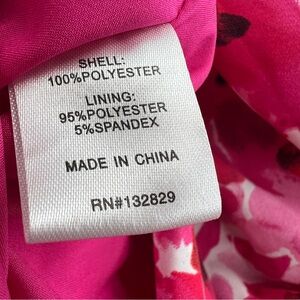 SHELL:
100%POLYESTER
LINING:
95%POLYESTER
5%SPANDEX
MADE IN CHINA
RN#132829